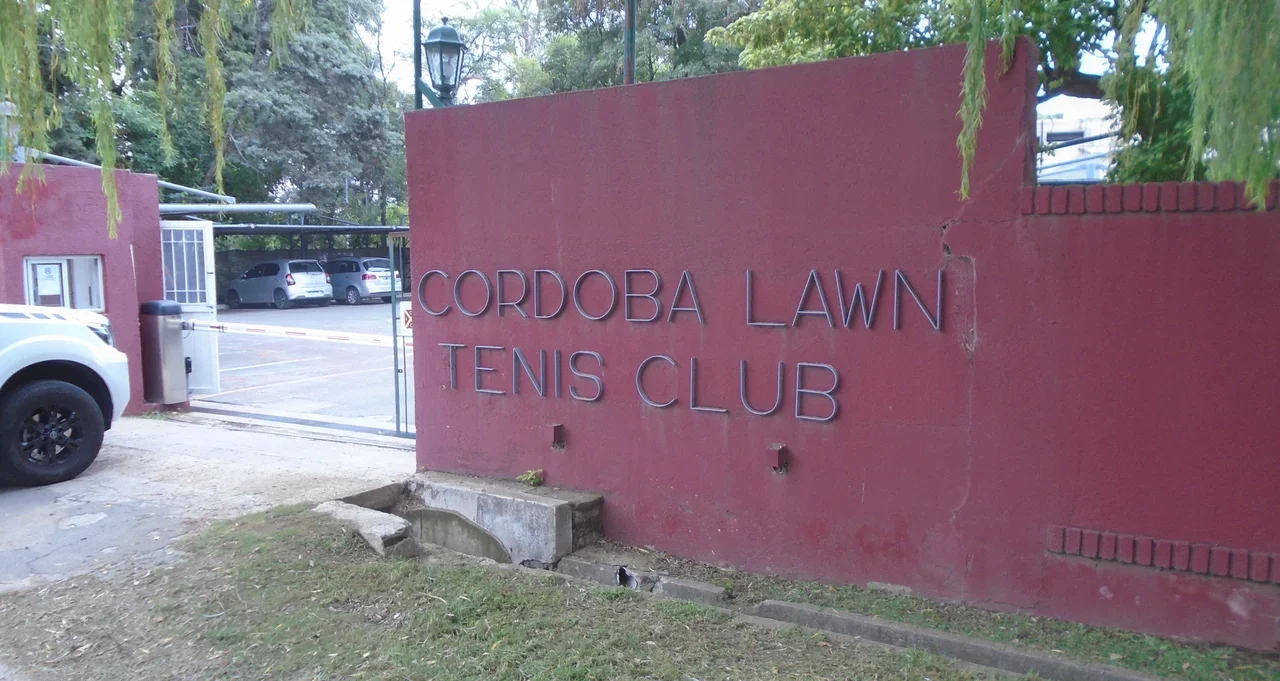 CORDOBA LAWN
TENIS CLUB